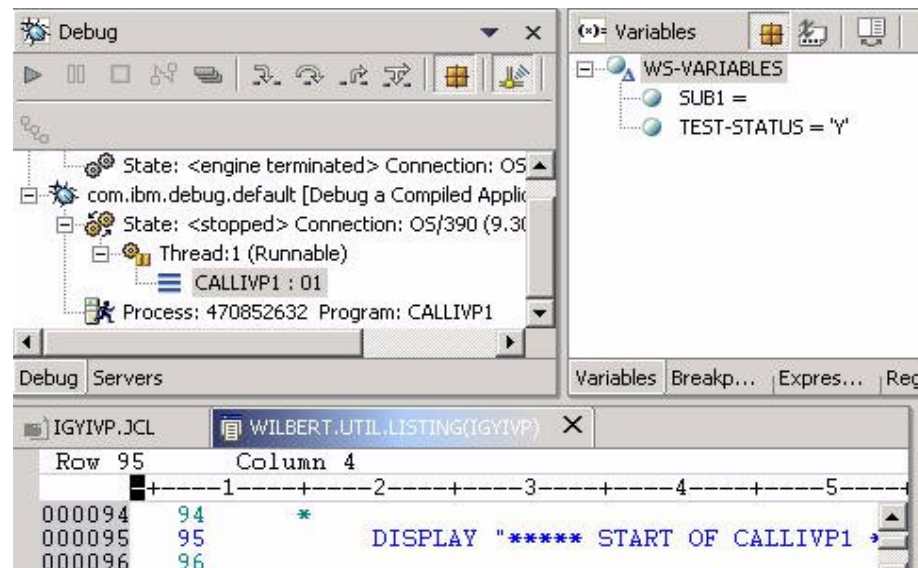 Debug
State: <engine terminated> Connection: OS
com.ibm.debug.default [Debug a Compiled Applic
State: <stopped> Connection: OS/390 (9.30
Thread:1 (Runnable)
CALLIVP1 : 01
Process: 470852632 Program: CALLIVP1
Debug Servers
(x)= Variables
WS-VARIABLES
SUB1 =
TEST-STATUS = 'Y'
Variables Breakp... Expres... Reg
IGYIVP.JCL WILBERT.UTIL.LISTING(IGYIVP)
Row 95 Column 4
-+----1----+----2----+----3----+----4----+----5----+
000094 94 *
000095 95 DISPLAY "***** START OF CALLIVP1 *
000096 96